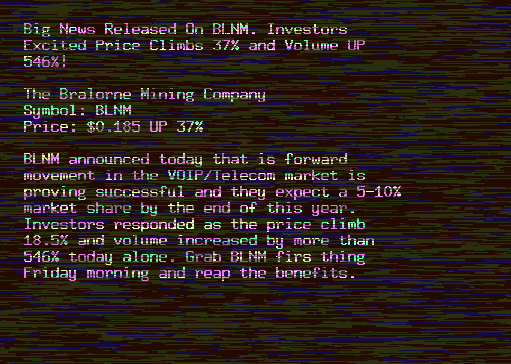 Big News Released On BLNM. Investors
Excited Price Climbs 37% and Volume UP
546%!
The Bralorne Mining Company
Symbol: BLNM
Price: $0.185 UP 37%
BLNM announced today that is forward
movement in the VOIP/Telecom market is
proving successful and they expect a 5-10%
market share by the end of this year.
Investors responded as the price climb
18.5% and volume increased by more than
546% today alone. Grab BLNM firs thing
Friday morning and reap the benefits.